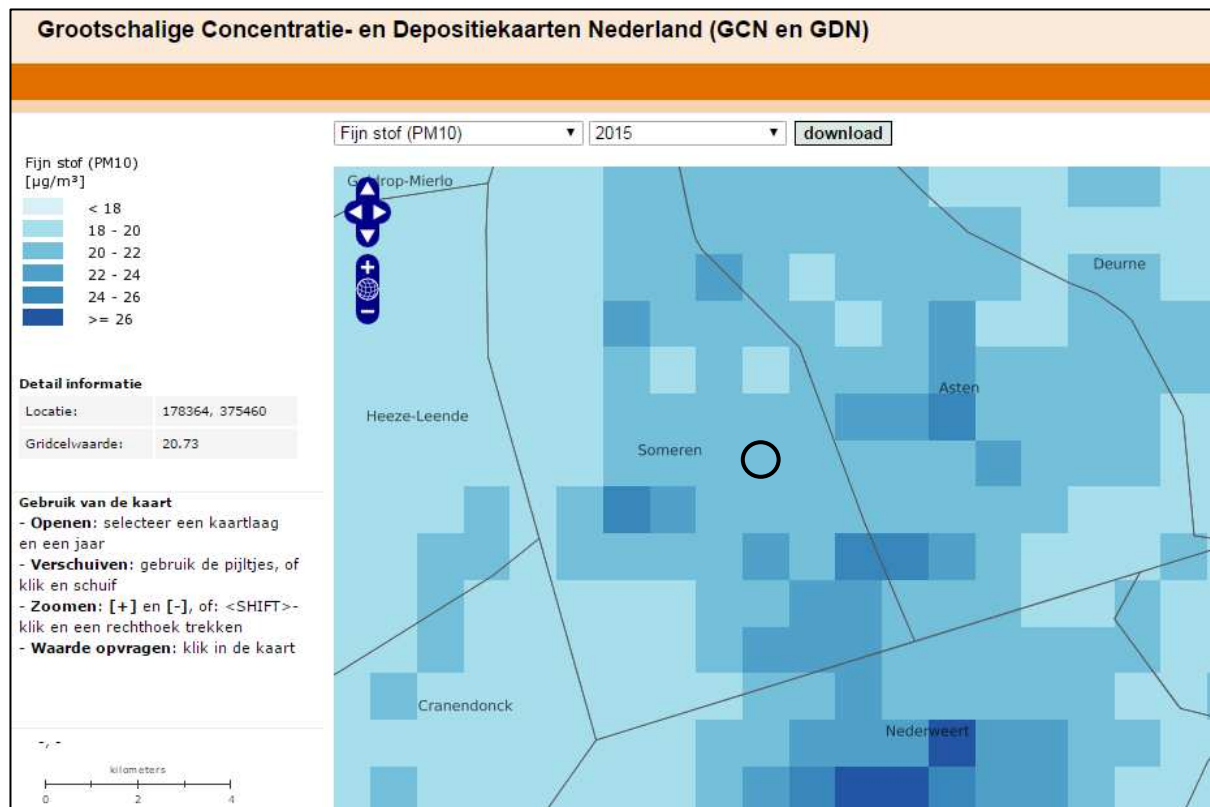 Grootschalige Concentratie- en Depositiekaarten Nederland (GCN en GDN)
Fijn stof (PM10)
2015
download
Fijn stof (PM10)
[µg/m³]
< 18
18 - 20
20 - 22
22 - 24
24 - 26
>= 26
Detail informatie
Locatie: 178364, 375460
Gridcelwaarde: 20.73
Gebruik van de kaart
- Openen: selecteer een kaartlaag
en een jaar
- Verschuiven: gebruik de pijltjes, of
klik en schuif
- Zoomen: [+] en [-], of: <SHIFT>-
klik en een rechthoek trekken
- Waarde opvragen: klik in de kaart
-, -
kilometers
0 2 4
Deurne
Asten
Heeze-Leende
Someren
Cranendonck
Nederweert